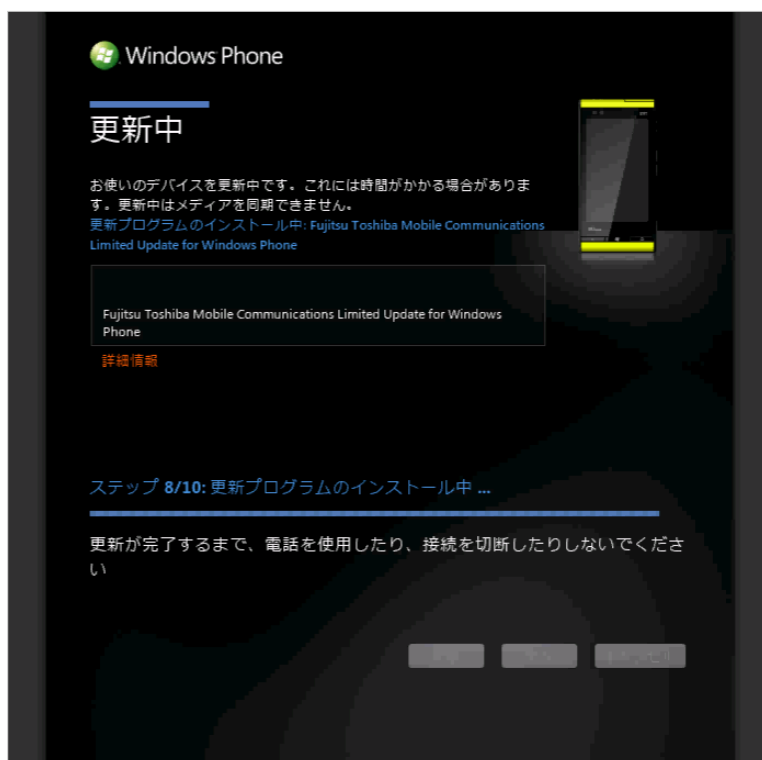 Windows Phone
更新中
お使いのデバイスを更新中です。これには時間がかかる場合がありま
す。更新中はメディアを同期できません。
更新プログラムのインストール中: Fujitsu Toshiba Mobile Communications
Limited Update for Windows Phone
Fujitsu Toshiba Mobile Communications Limited Update for Windows
Phone
詳細情報
ステップ 8/10: 更新プログラムのインストール中 ...
更新が完了するまで、電話を使用したり、接続を切断したりしないでくださ
い